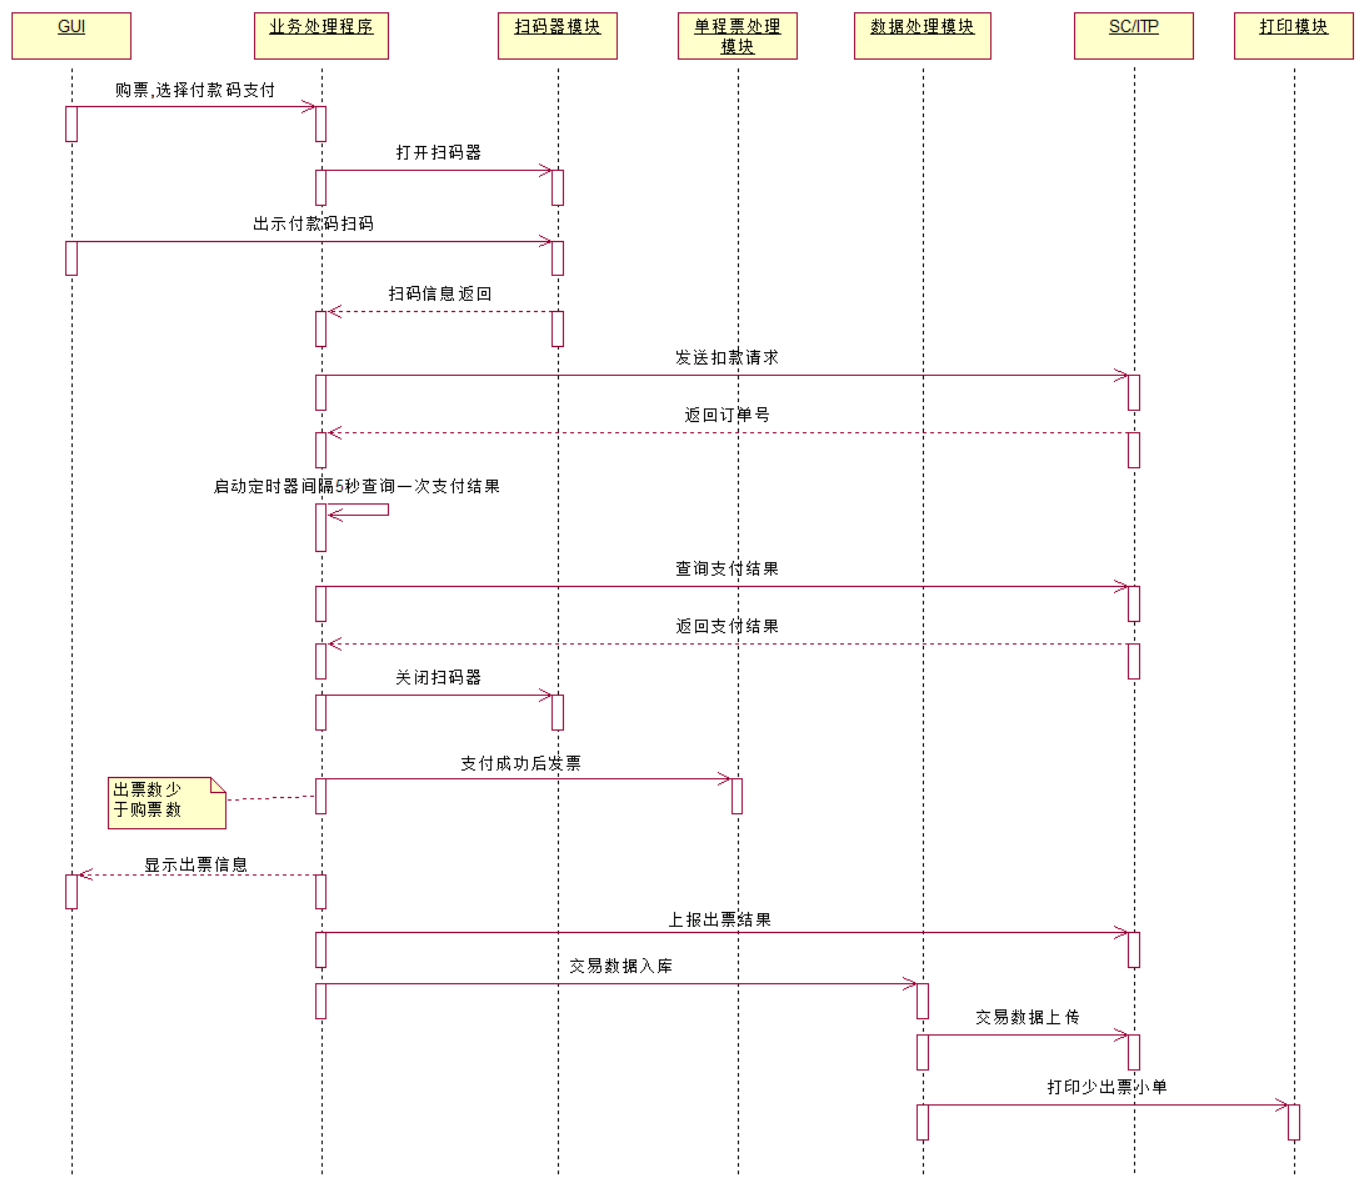 GUI
业务处理程序
扫码器模块
单程票处理
模块
数据处理模块
SC/ITP
打印模块
购票,选择付款码支付
打开扫码器
出示付款码扫码
扫码信息返回
发送扣款请求
返回订单号
启动定时器间隔5秒查询一次支付结果
查询支付结果
返回支付结果
关闭扫码器
支付成功后发票
出票数少
于购票数
显示出票信息
上报出票结果
交易数据入库
交易数据上传
打印少出票小单